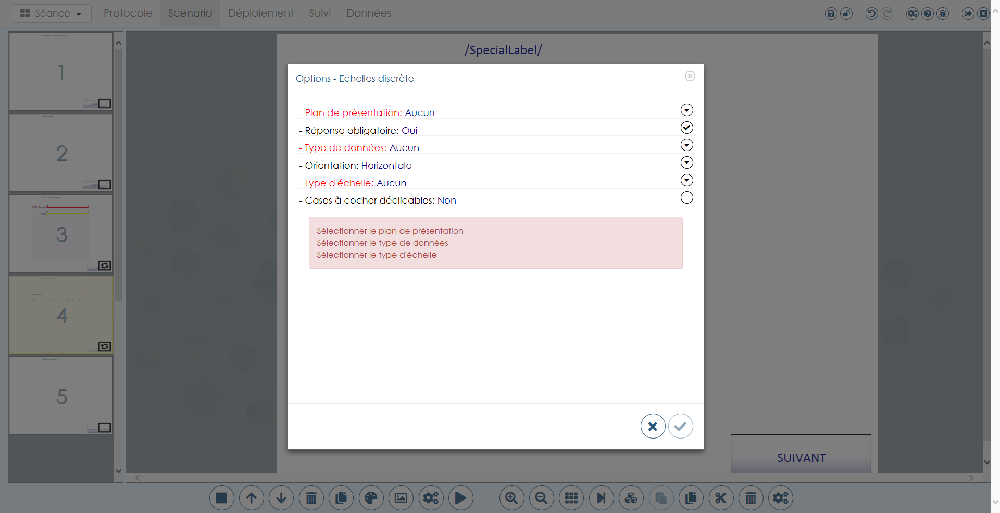 Séance
Protocole
Scenario
Déploiement
Suivi
Données
1
2
3
4
5
/SpecialLabel/
Options - Echelles discrète
- Plan de présentation: Aucun
- Réponse obligatoire: Oui
- Type de données: Aucun
- Orientation: Horizontale
- Type d'échelle: Aucun
- Cases à cocher déclicables: Non
Sélectionner le plan de présentation
Sélectionner le type de données
Sélectionner le type d'échelle
SUIVANT